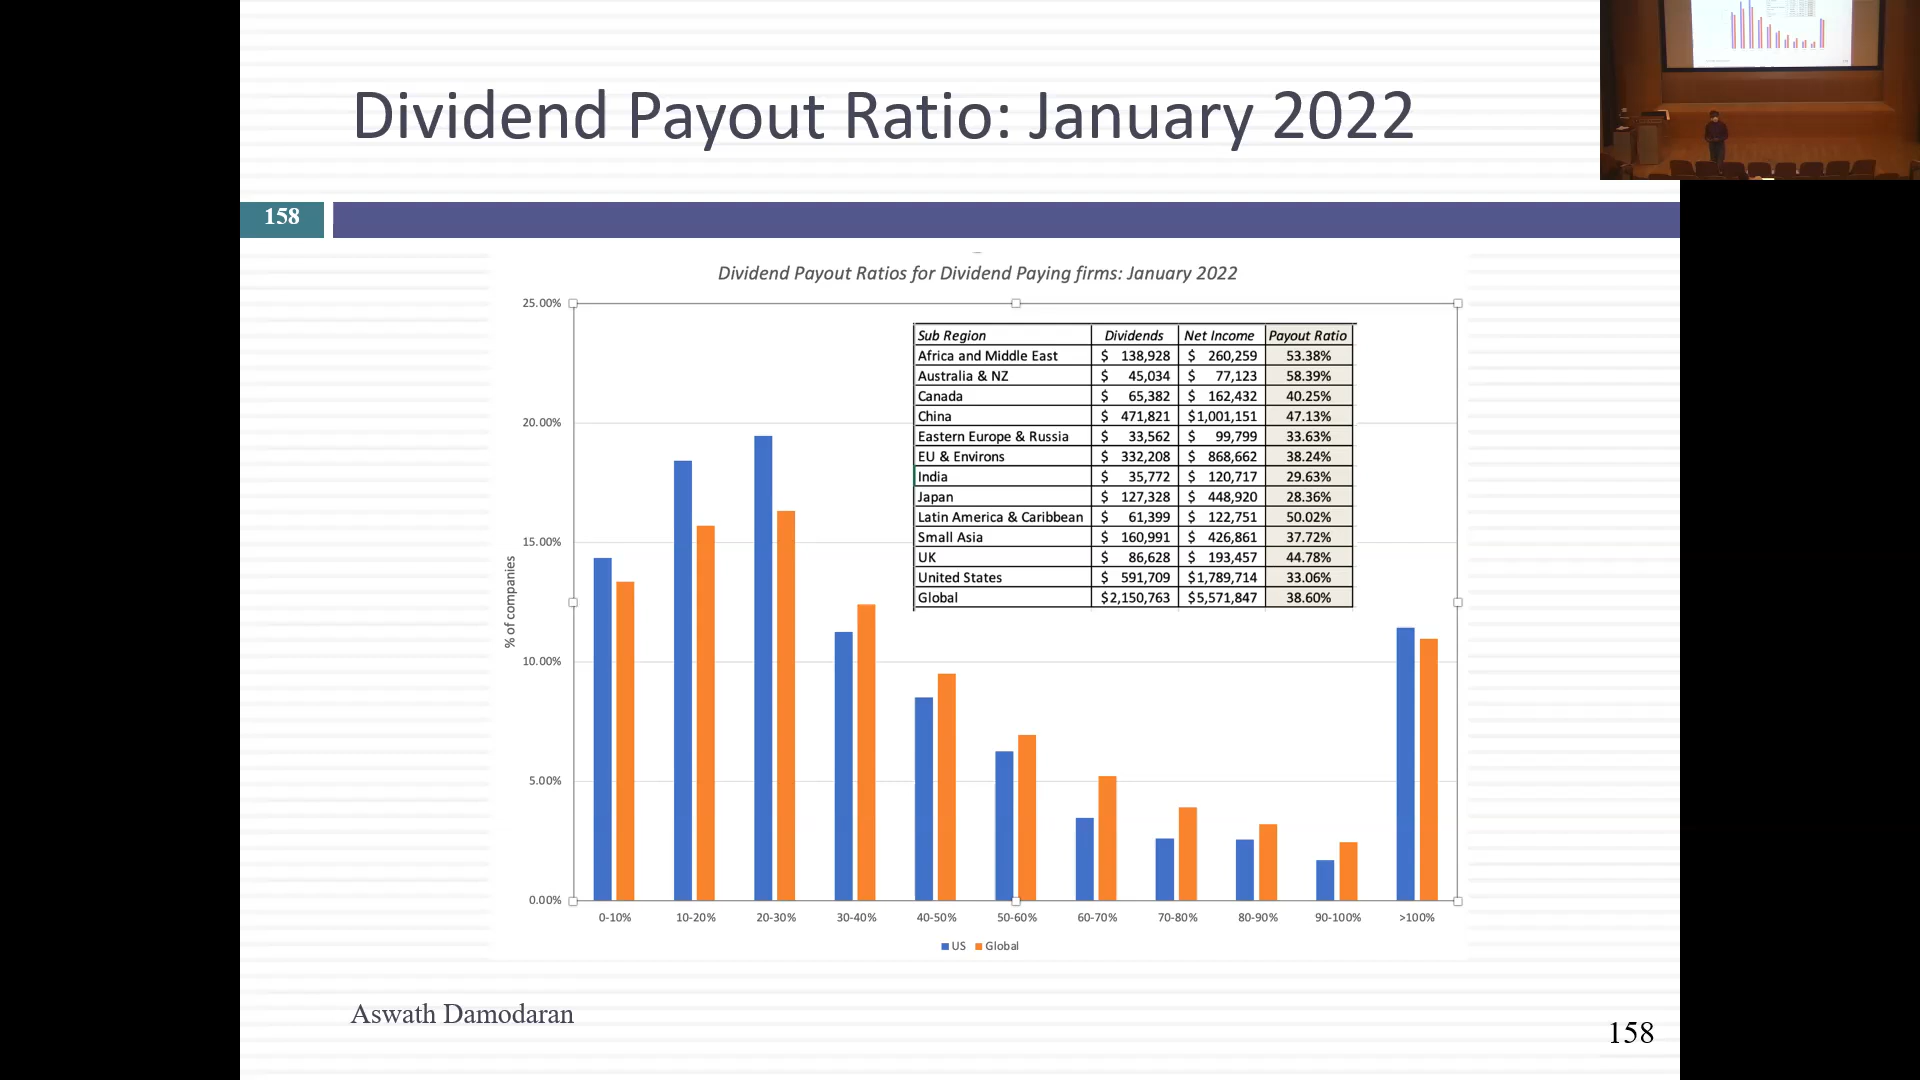 Dividend Payout Ratio: January 2022
158
Dividend Payout Ratios for Dividend Paying firms: January 2022
25.00%
20.00%
15.00%
10.00%
5.00%
0.00%
% of companies
Sub Region Dividends Net Income Payout Ratio
Africa and Middle East $ 138,928 $ 260,259 53.38%
Australia & NZ $ 45,034 $ 77,123 58.39%
Canada $ 65,382 $ 162,432 40.25%
China $ 471,821 $1,001,151 47.13%
Eastern Europe & Russia $ 33,562 $ 99,799 33.63%
EU & Environs $ 332,208 $ 868,662 38.24%
India $ 35,772 $ 120,717 29.63%
Japan $ 127,328 $ 448,920 28.36%
Latin America & Caribbean $ 61,399 $ 122,751 50.02%
Small Asia $ 160,991 $ 426,861 37.72%
UK $ 86,628 $ 193,457 44.78%
United States $ 591,709 $1,789,714 33.06%
Global $2,150,763 $5,571,847 38.60%
0-10% 10-20% 20-30% 30-40% 40-50% 50-60% 60-70% 70-80% 80-90% 90-100% >100%
US Global
Aswath Damodaran
158